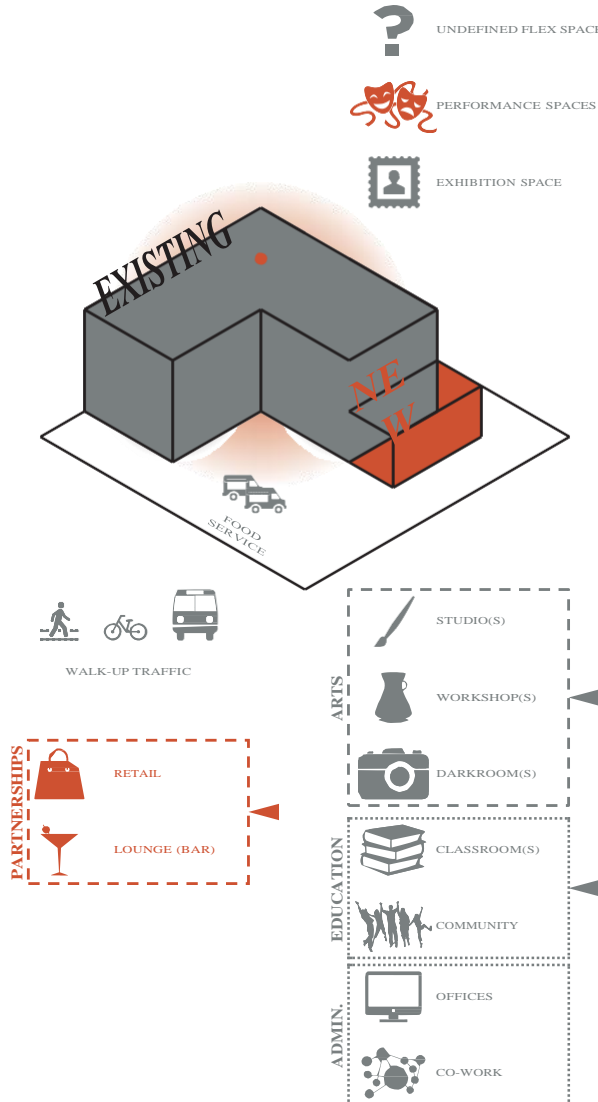 UNDEFINED FLEX SPACE
PERFORMANCE SPACES
EXHIBITION SPACE
EXISTING
NE
W
FOOD
SERVICE
WALK-UP TRAFFIC
ARTS
STUDIO(S)
WORKSHOP(S)
DARKROOM(S)
PARTNERSHIPS
RETAIL
LOUNGE (BAR)
EDUCATION
CLASSROOM(S)
COMMUNITY
ADMIN.
OFFICES
CO-WORK